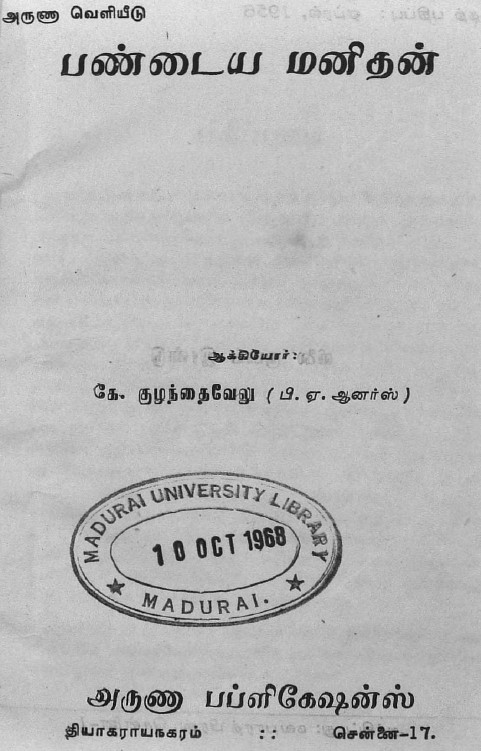 அருணா வெளியீடு
பண்டைய மனிதன்
ஆக்கியோர்:
கே. குழந்தைவேலு (பி. ஏ. ஆனர்ஸ்)
MADURAI UNIVERSITY LIBRARY
10 OCT 1968
MADURAI.
அருணா பப்ளிகேஷன்ஸ்
தியாகராயநகரம் :: சென்னை-17.